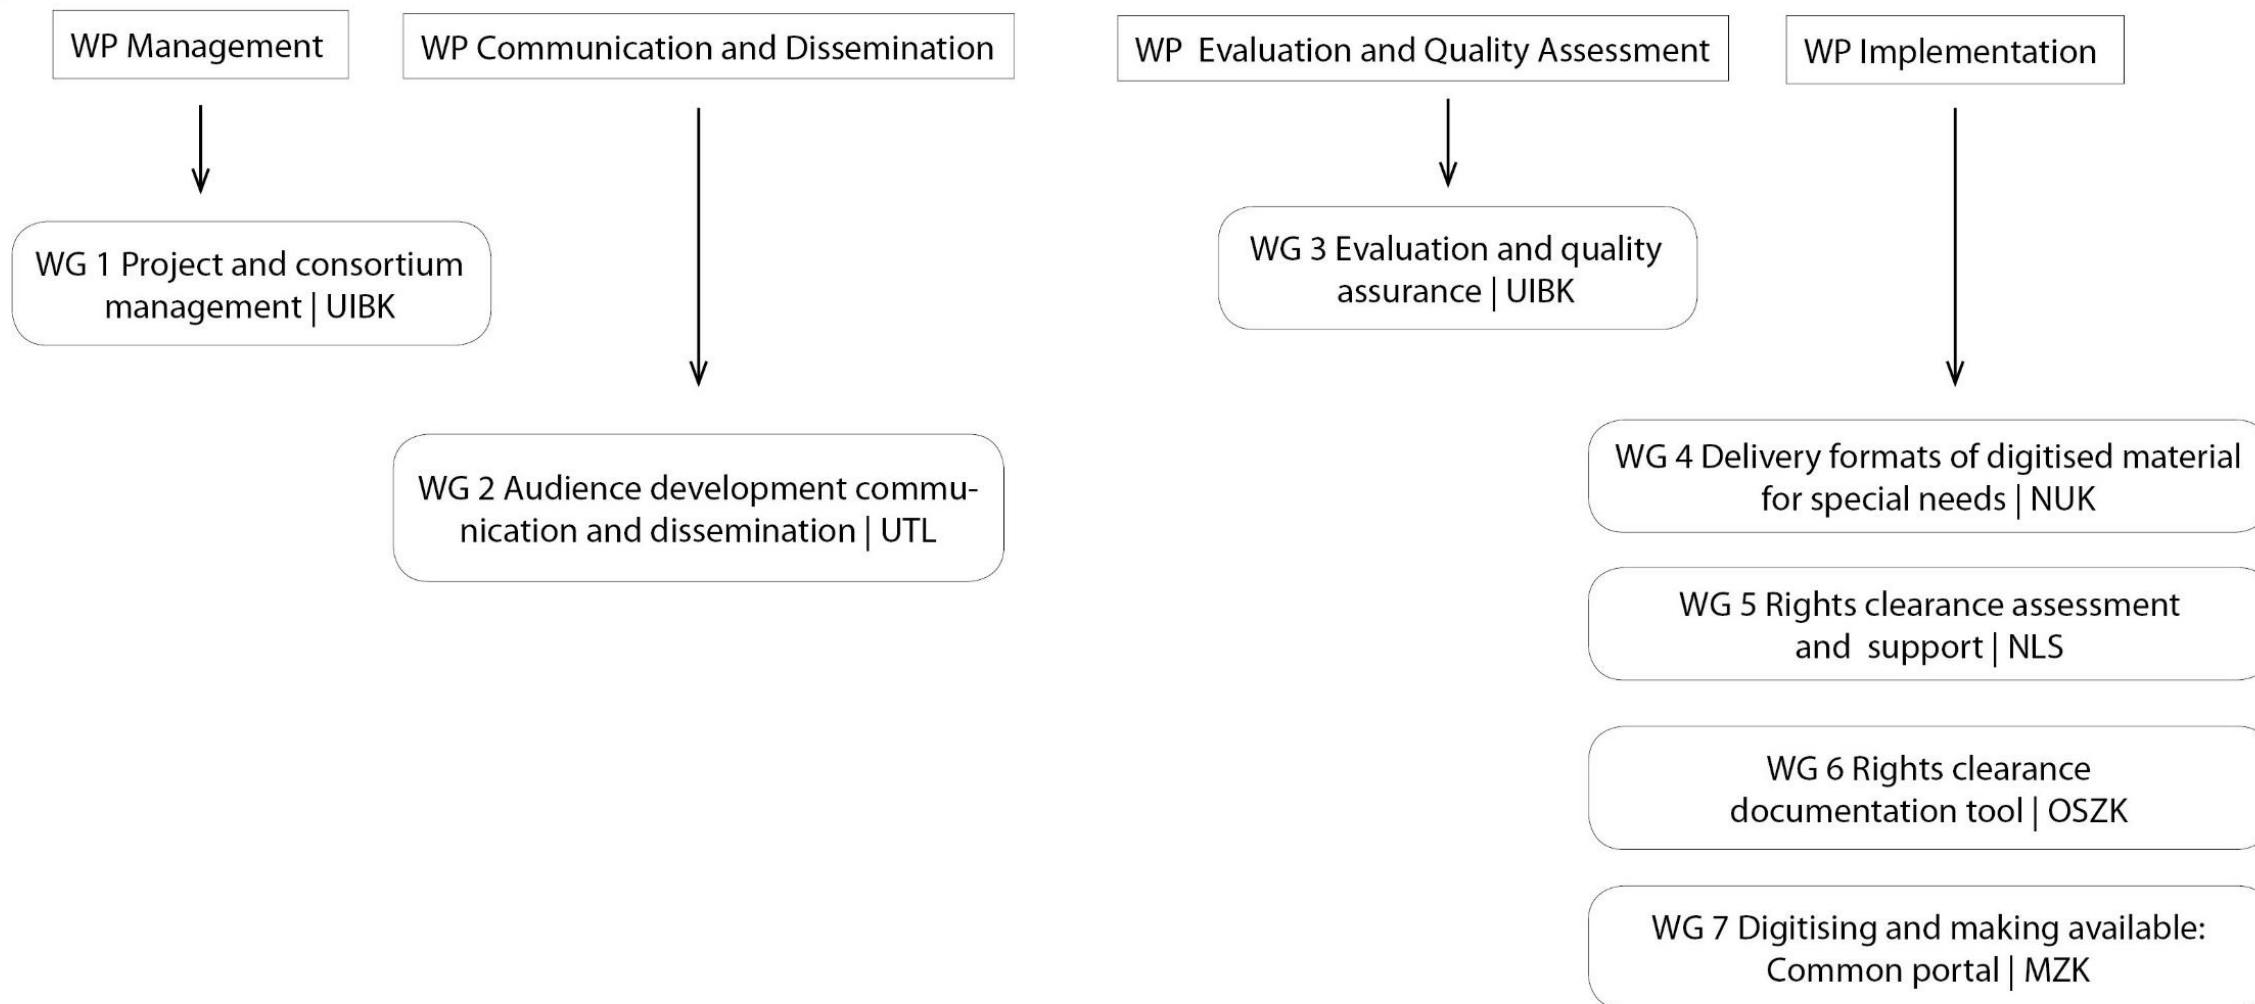 WP Management
WP Communication and Dissemination
WP  Evaluation and Quality Assessment
WP Implementation
WG 1 Project and consortium
management | UIBK
WG 2 Audience development commu-
nication and dissemination | UTL
WG 3 Evaluation and quality
assurance | UIBK
WG 4 Delivery formats of digitised material
for special needs | NUK
WG 5 Rights clearance assessment
and  support | NLS
WG 6 Rights clearance
documentation tool | OSZK
WG 7 Digitising and making available:
Common portal | MZK